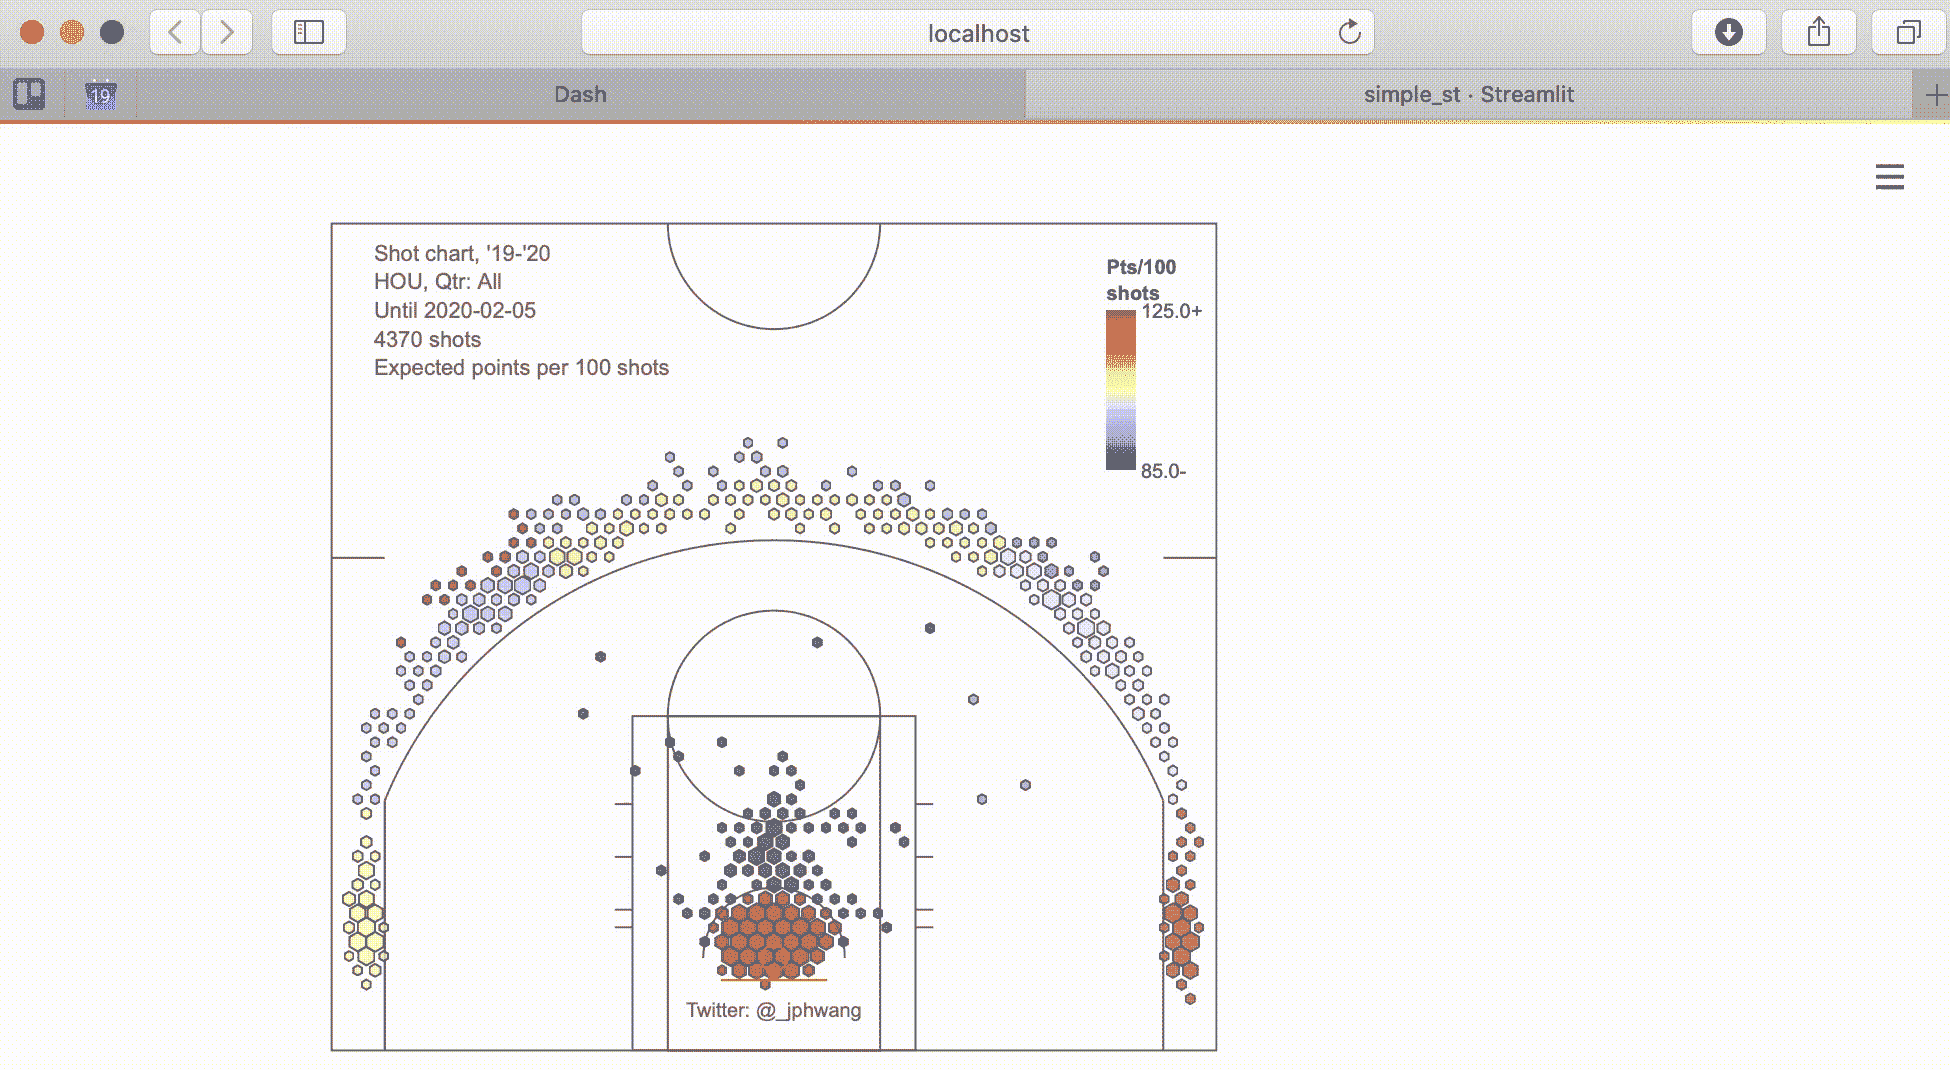 localhost
19
Dash
simple_st · Streamlit
Shot chart, '19-'20
HOU, Qtr: All
Until 2020-02-05
4370 shots
Expected points per 100 shots
Pts/100
shots
125.0+
85.0-
Twitter: @_jphwang